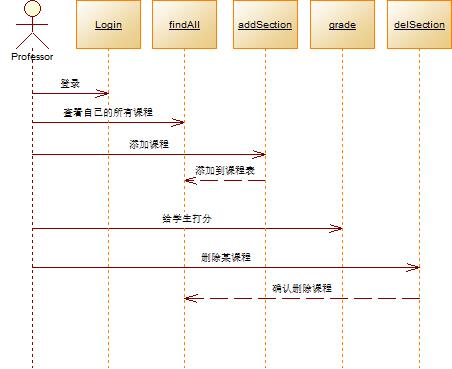 Login
findAll
addSection
grade
delSection
Professor
登录
查看自己的所有课程
添加课程
添加到课程表
给学生打分
删除某课程
确认删除课程